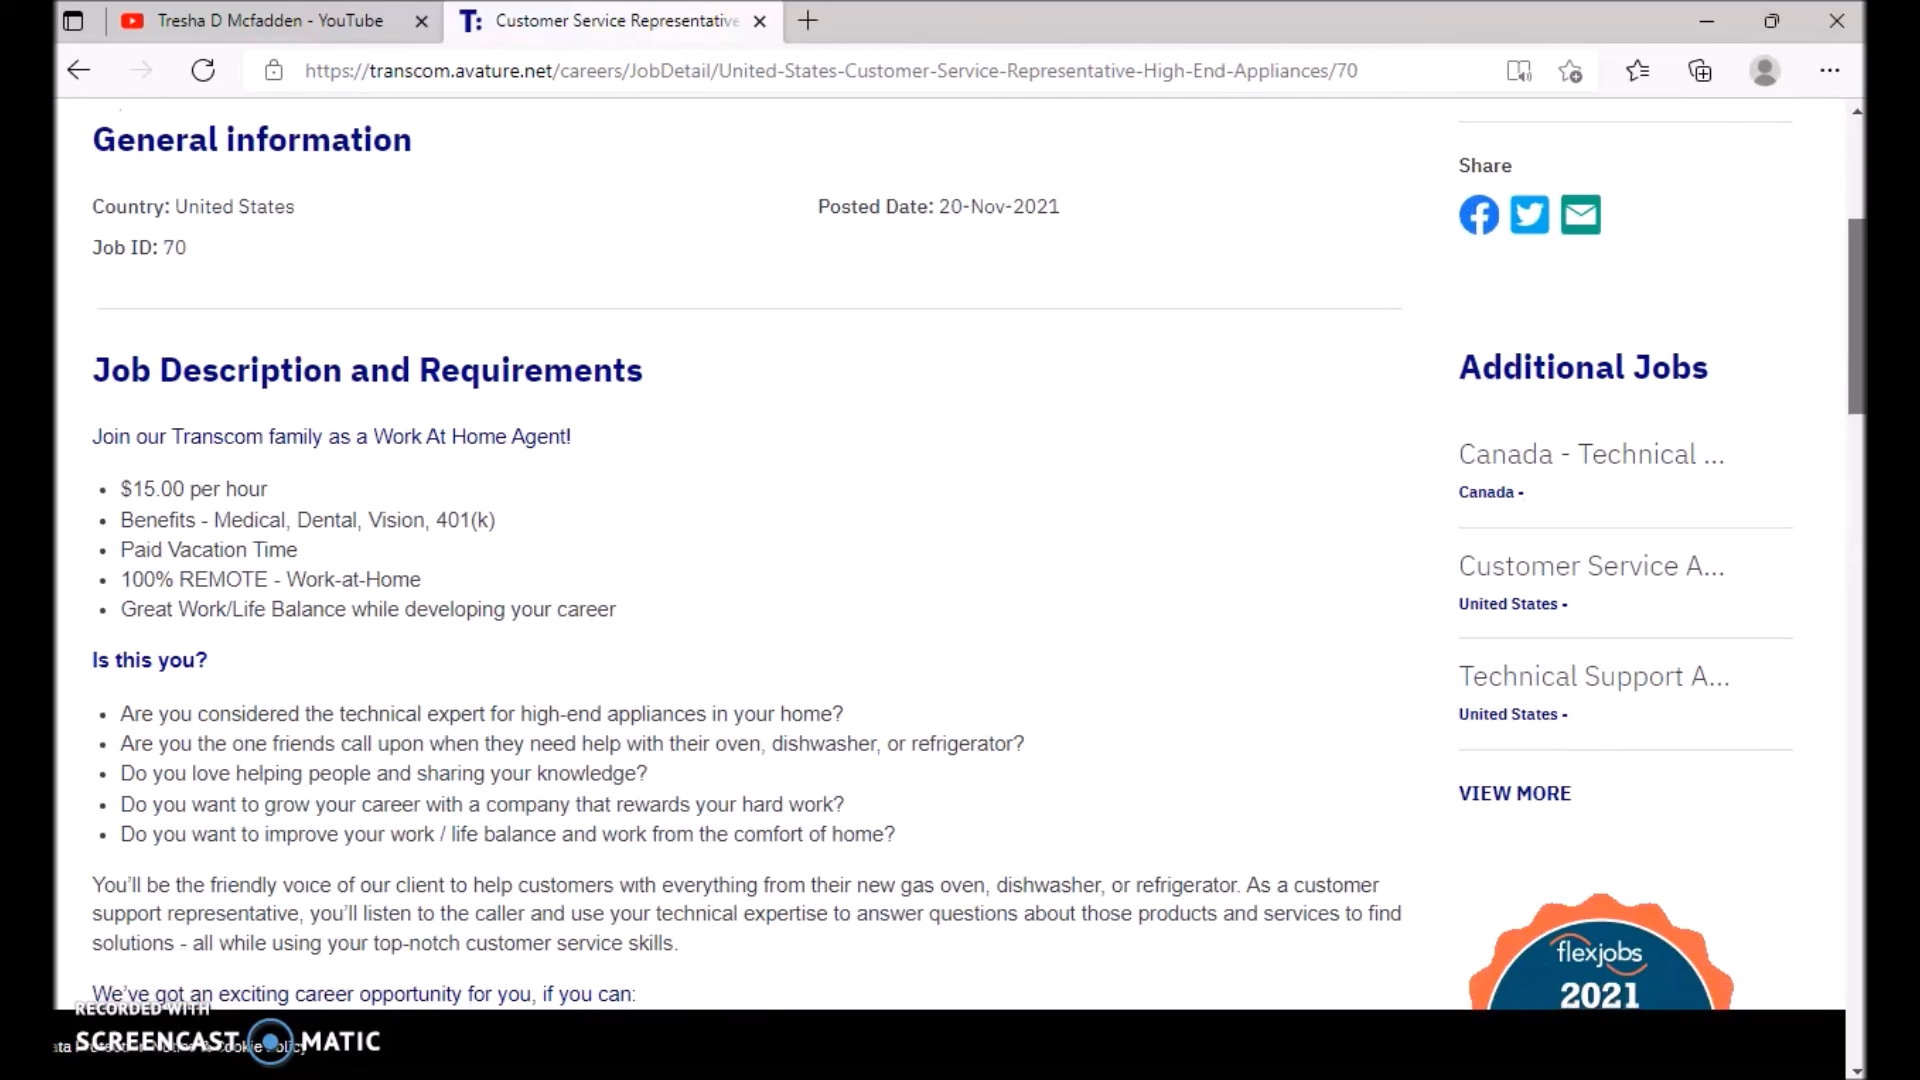 Tresha D Mcfadden - YouTube
Customer Service Representative
https://transcom.avature.net/careers/JobDetail/United-States-Customer-Service-Representative-High-End-Appliances/70
General information
Country: United States
Posted Date: 20-Nov-2021
Job ID: 70
Share
Job Description and Requirements
Join our Transcom family as a Work At Home Agent!
• $15.00 per hour
• Benefits - Medical, Dental, Vision, 401(k)
• Paid Vacation Time
• 100% REMOTE - Work-at-Home
• Great Work/Life Balance while developing your career
Is this you?
• Are you considered the technical expert for high-end appliances in your home?
• Are you the one friends call upon when they need help with their oven, dishwasher, or refrigerator?
• Do you love helping people and sharing your knowledge?
• Do you want to grow your career with a company that rewards your hard work?
• Do you want to improve your work / life balance and work from the comfort of home?
You’ll be the friendly voice of our client to help customers with everything from their new gas oven, dishwasher, or refrigerator. As a customer
support representative, you’ll listen to the caller and use your technical expertise to answer questions about those products and services to find
solutions - all while using your top-notch customer service skills.
We’ve got an exciting career opportunity for you, if you can:
Additional Jobs
Canada - Technical ...
Canada -
Customer Service A...
United States -
Technical Support A...
United States -
VIEW MORE
flexjobs
2021
RECORDED WITH
SCREENCAST MATIC